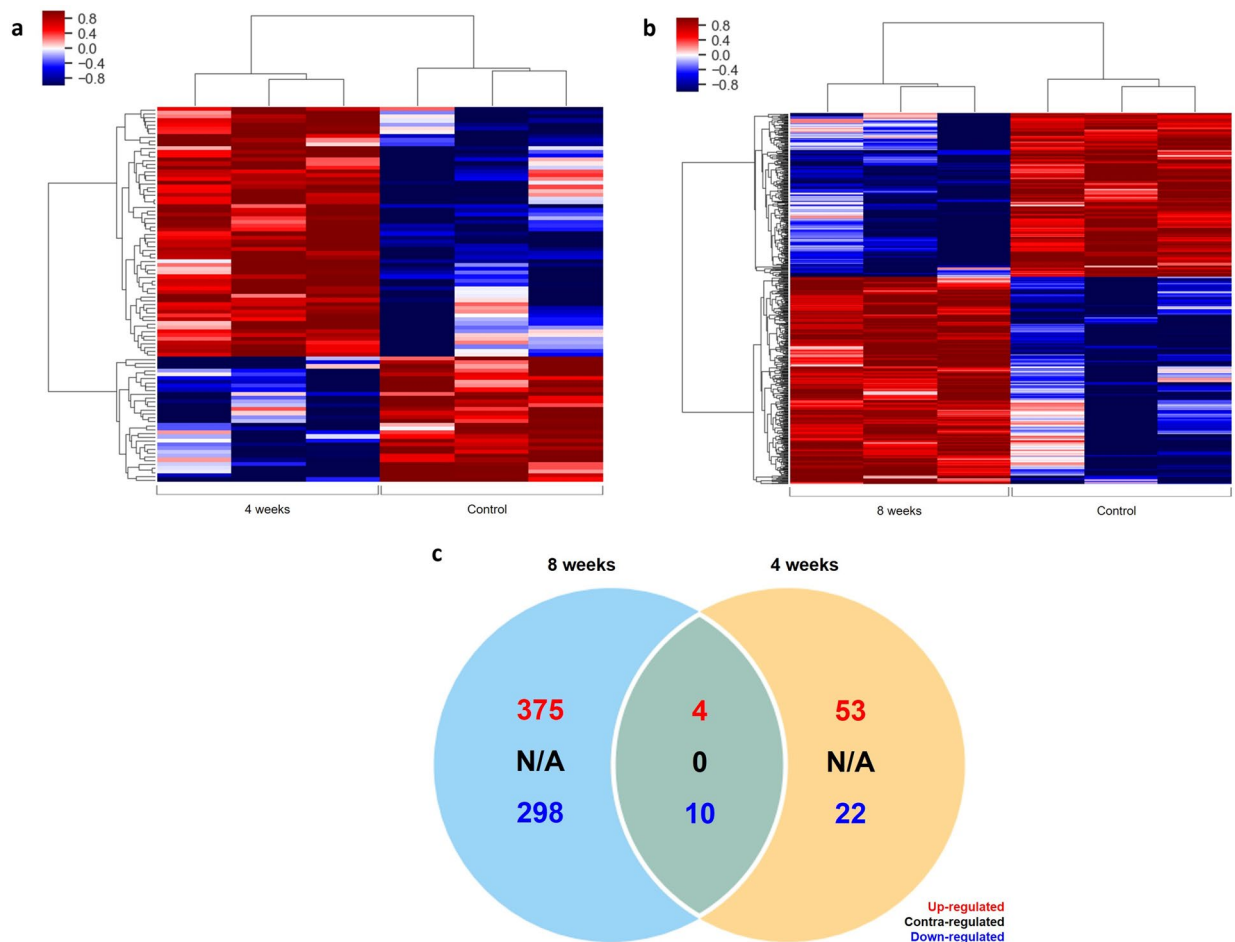 a
0.8
0.4
0.0
−0.4
−0.8
4 weeks
Control
b
0.8
0.4
0.0
−0.4
−0.8
8 weeks
Control
c
8 weeks
4 weeks
375
4
53
N/A
0
N/A
298
10
22
Up-regulated
Contra-regulated
Down-regulated